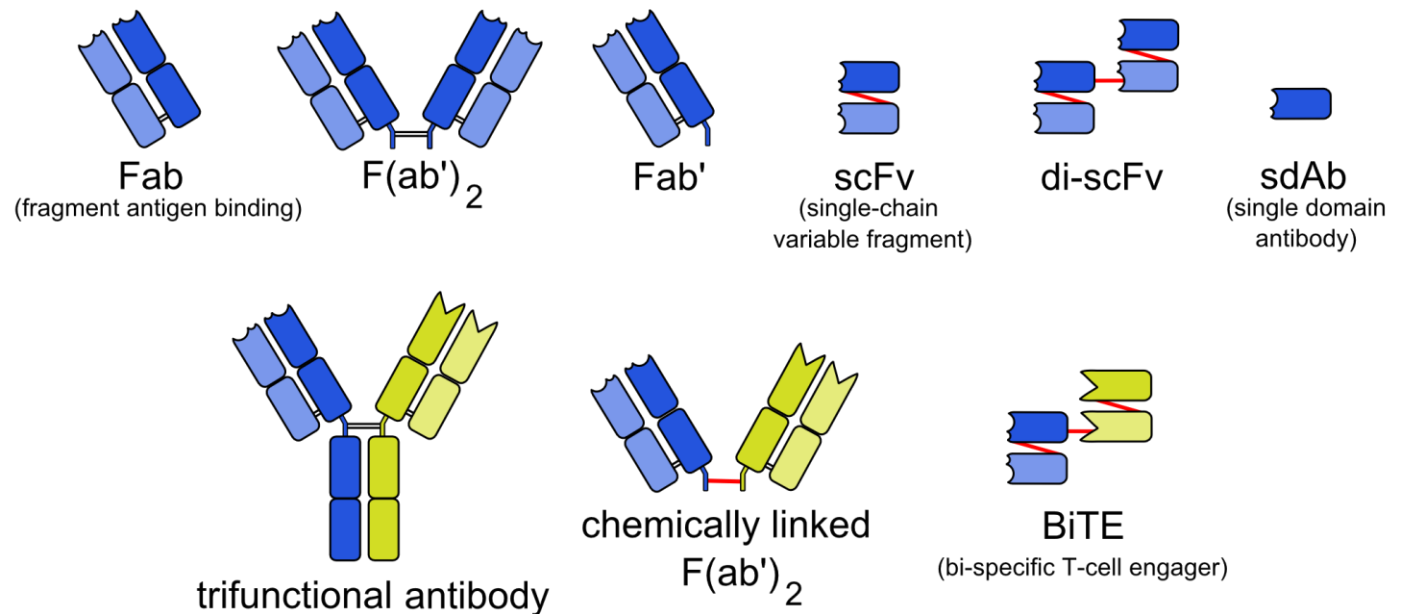 Fab
(fragment antigen binding)
F(ab')2
Fab'
scFv
(single-chain
variable fragment)
di-scFv
sdAb
(single domain
antibody)
trifunctional antibody
chemically linked
F(ab')2
BiTE
(bi-specific T-cell engager)